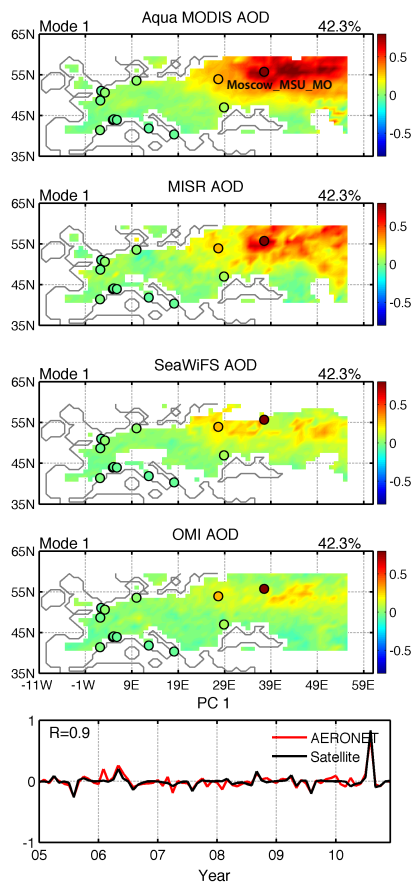 Aqua MODIS AOD
Mode 1 42.3%
65N
55N
45N
35N
Moscow_MSU_MO
0.5
0
-0.5
MISR AOD
Mode 1 42.3%
65N
55N
45N
35N
0.5
0
-0.5
SeaWiFS AOD
Mode 1 42.3%
65N
55N
45N
35N
0.5
0
-0.5
OMI AOD
Mode 1 42.3%
65N
55N
45N
35N
0.5
0
-0.5
-11W -1W 9E 19E 29E 39E 49E 59E
PC 1
R=0.9
AERONET
Satellite
1
0
-1
05 06 07 08 09 10
Year